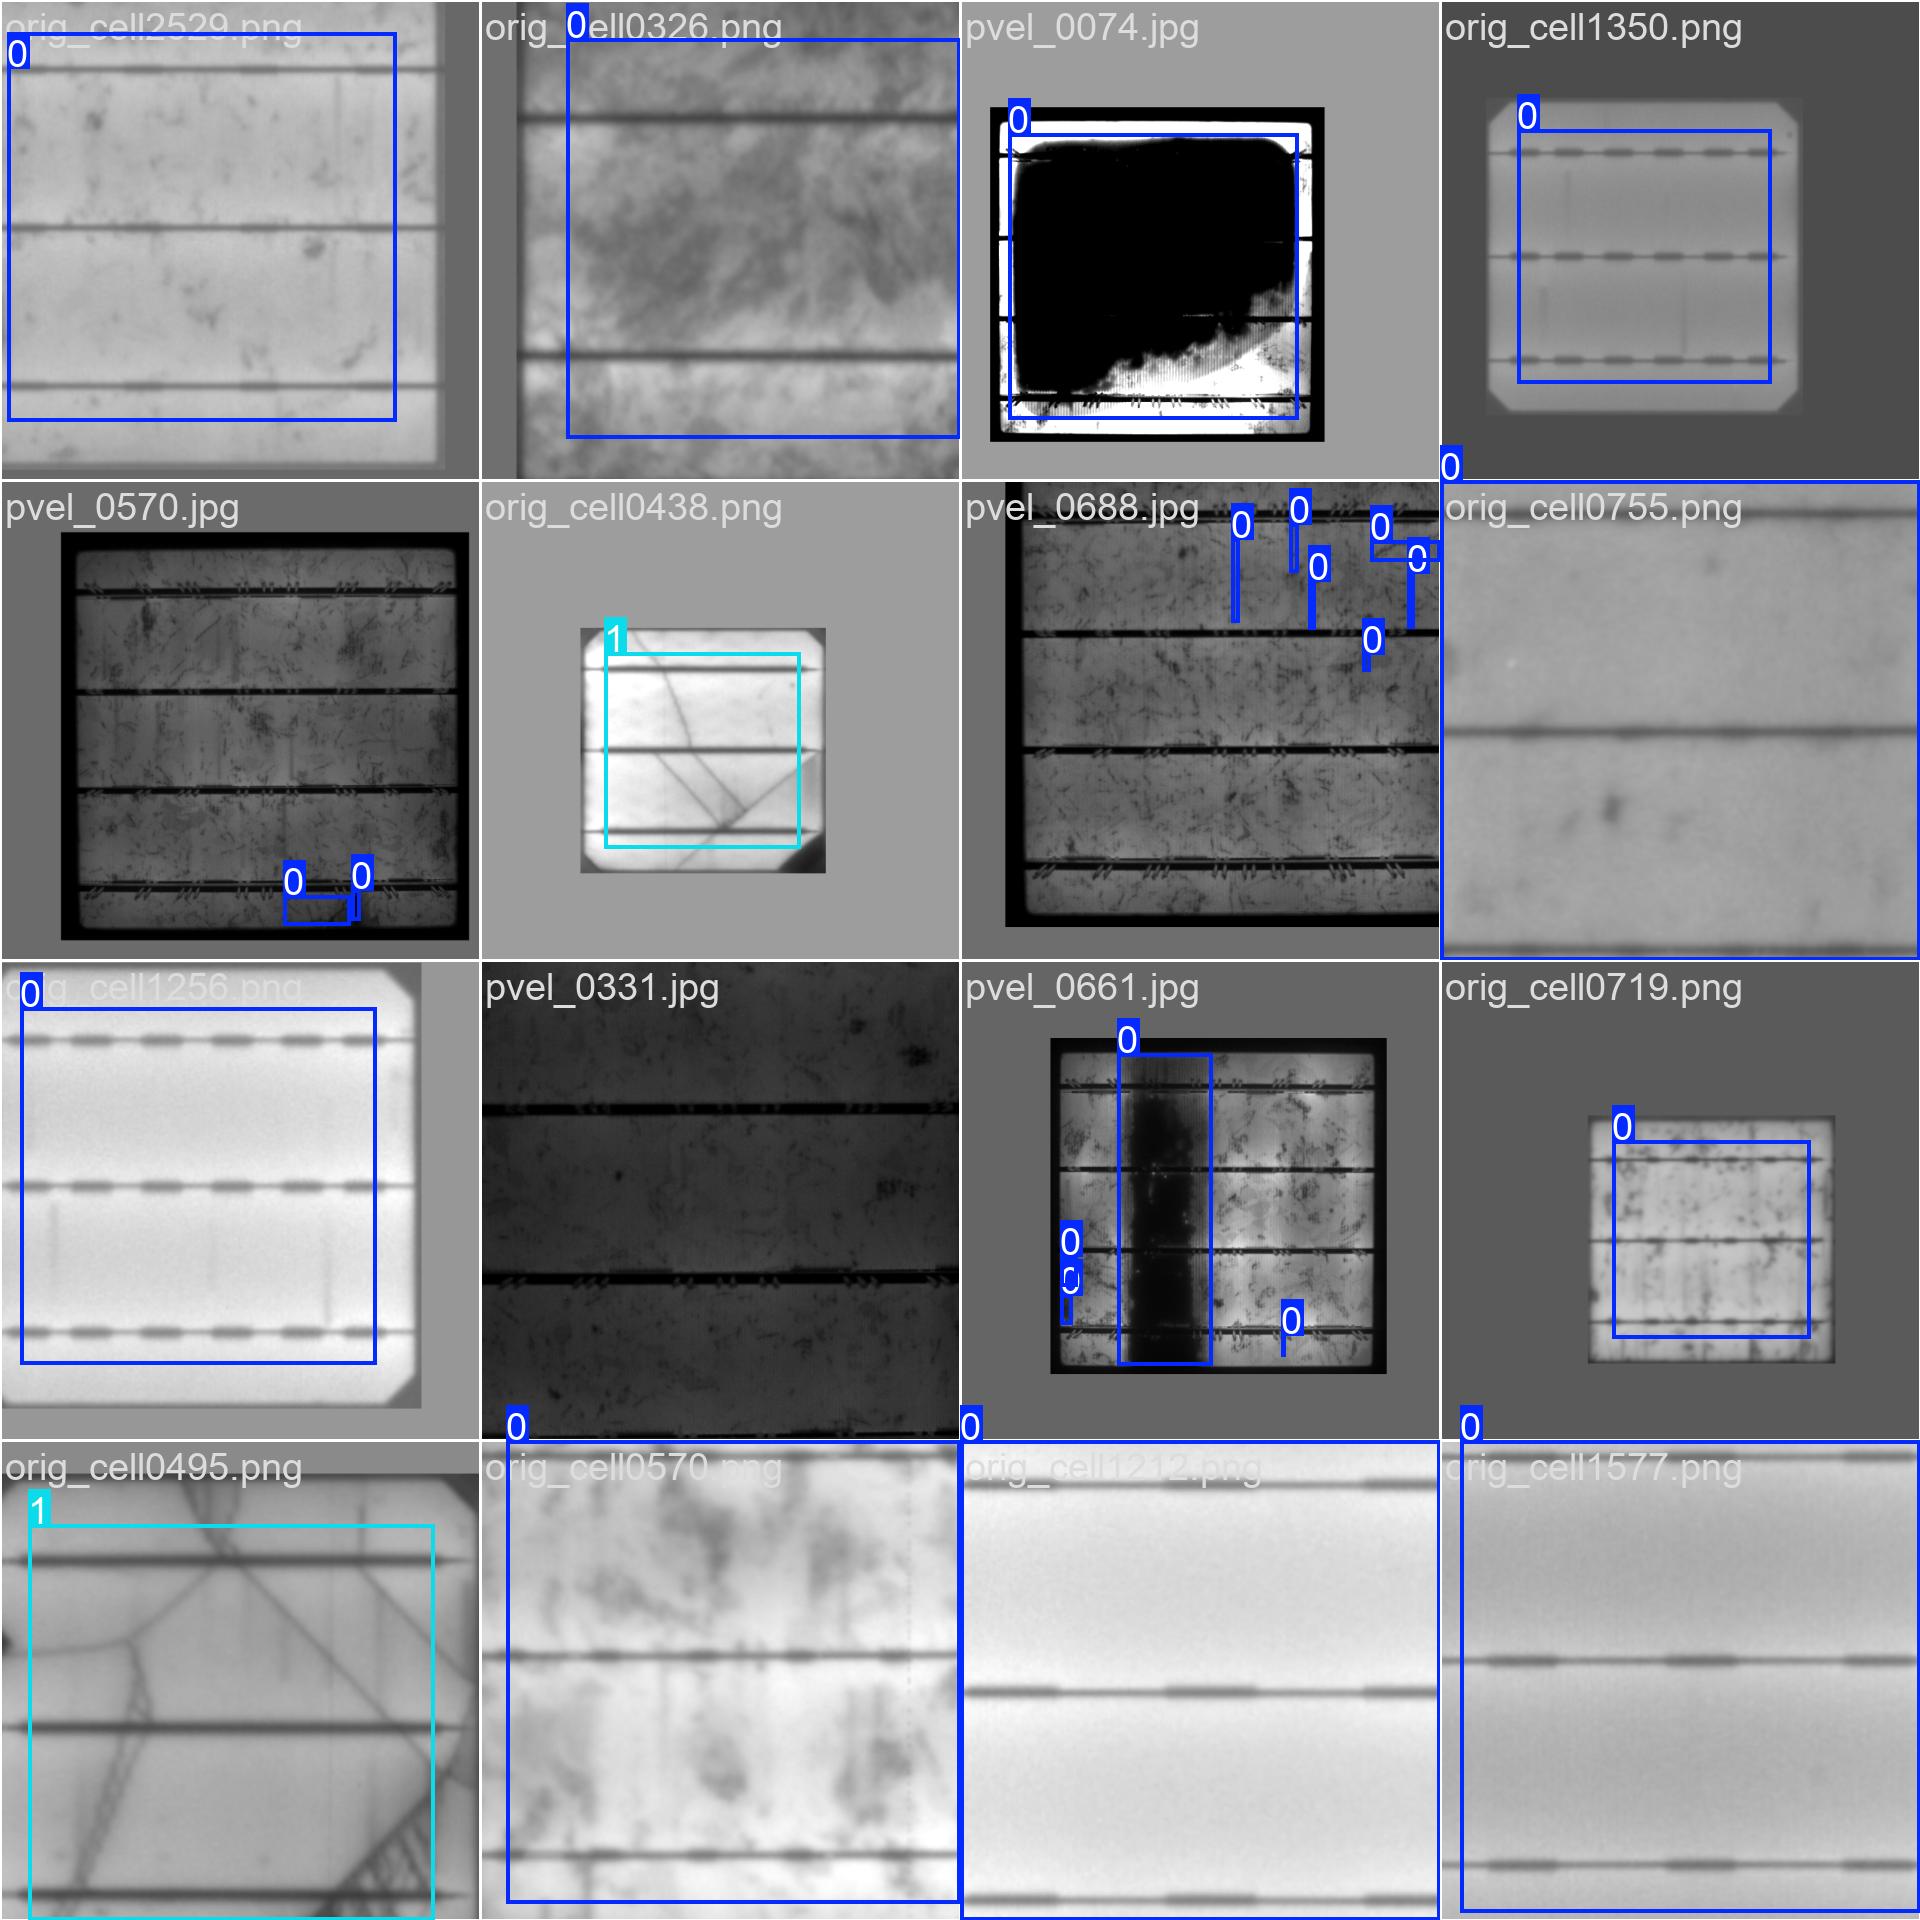 orig_cell2529.png
0
orig_cell0326.png
0
pvel_0074.jpg
0
orig_cell1350.png
0
pvel_0570.jpg
0
0
orig_cell0438.png
1
pvel_0688.jpg
0
0
0
0
0
0
orig_cell0755.png
0
orig_cell1256.png
0
pvel_0331.jpg
pvel_0661.jpg
0
0
0
0
orig_cell0719.png
0
orig_cell0495.png
1
orig_cell0570.png
0
orig_cell1212.png
0
orig_cell1577.png
0